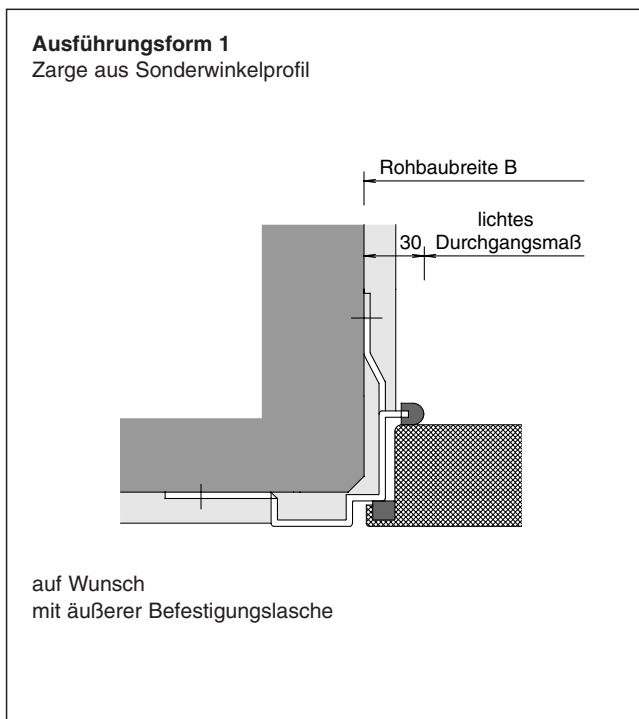 Ausführungsform 1
Zarge aus Sonderwinkelprofil
Rohbaubreite B
lichtes
30 Durchgangsmaß
auf Wunsch
mit äußerer Befestigungslasche